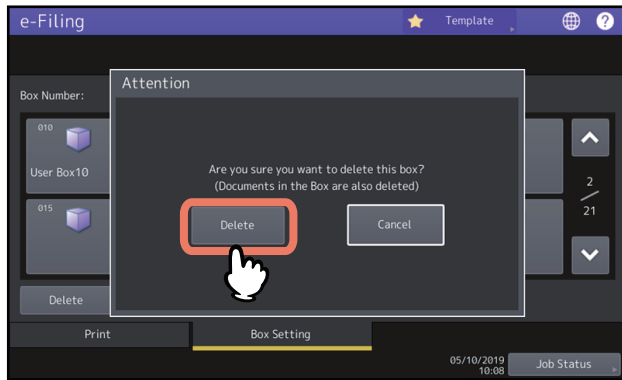 e-Filing
Template
?
Attention
Box Number:
010
User Box10
Are you sure you want to delete this box?
(Documents in the Box are also deleted)
2
21
015
Delete
Cancel
Delete
Print
Box Setting
05/10/2019
10:08
Job Status